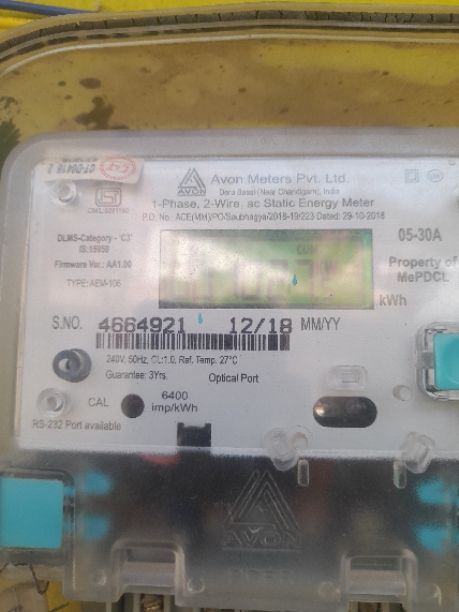 Avon Meters Pvt. Ltd.
AVON
Dera Bassi (Near Chandigarh), India
1-Phase, 2-Wire, ac Static Energy Meter
P.O. No. ACE(MM)/PO/Saubhagya/2018-19/223 Dated: 29-10-2018
DLMS-Category - 'C3'
IS:15959
Firmware Ver.: AA1.00
TYPE: AEM-106
05-30A
Property of
MePDCL
kWh
S.NO. 4664921 12/18 MM/YY
240V, 50Hz, CL:1.0, Ref. Temp. 27°C
Guarantee: 3Yrs.
Optical Port
CAL
6400
imp/kWh
RS-232 Port available
AVON